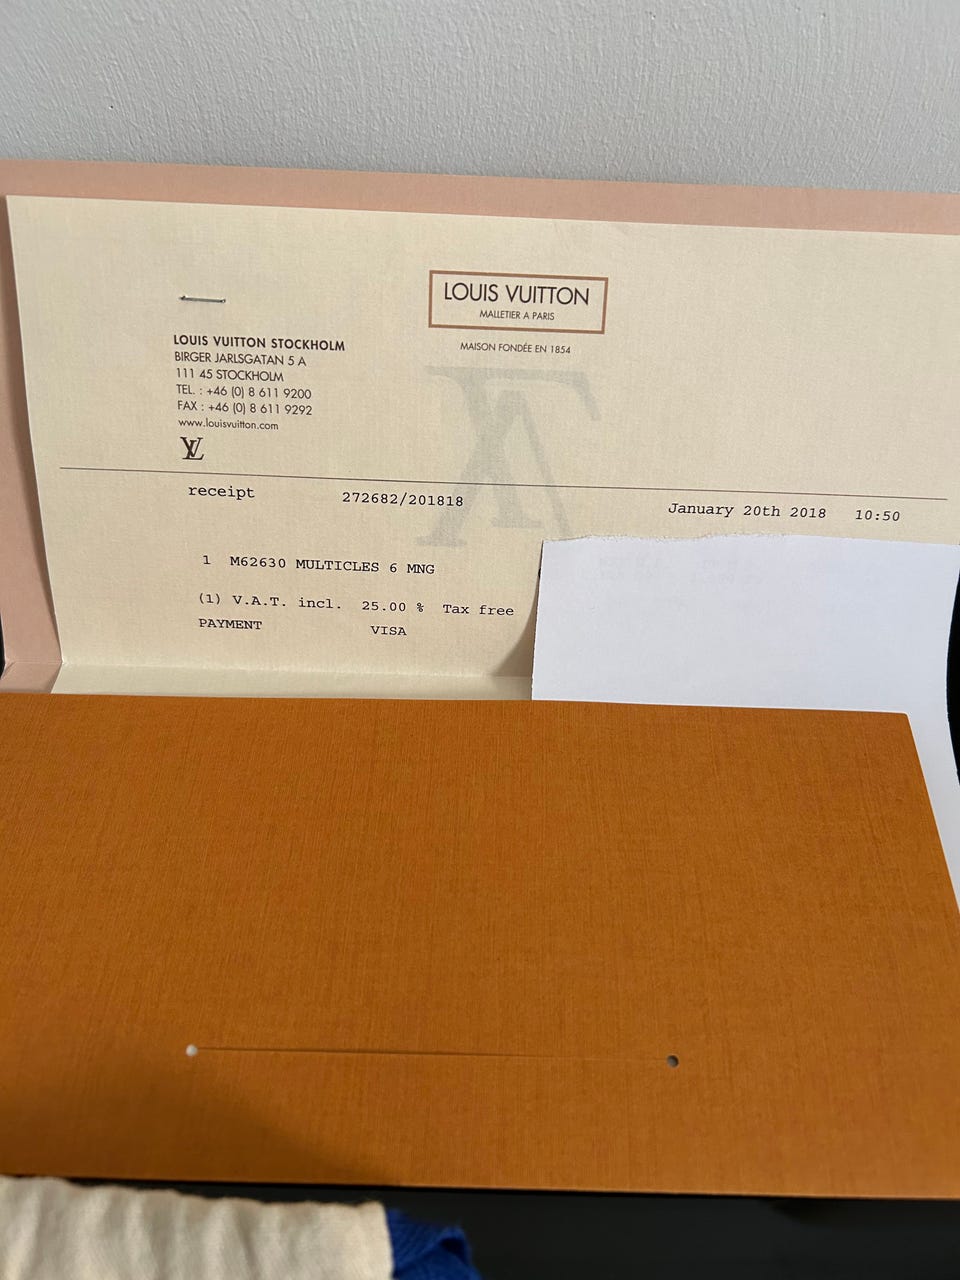 LOUIS VUITTON
MALLETIER A PARIS
MAISON FONDÉE EN 1854
LOUIS VUITTON STOCKHOLM
BIRGER JARLSGATAN 5 A
111 45 STOCKHOLM
TEL. : +46 (0) 8 611 9200
FAX : +46 (0) 8 611 9292
www.louisvuitton.com
LV
receipt 272682/201818 January 20th 2018 10:50
1 M62630 MULTICLES 6 MNG
(1) V.A.T. incl. 25.00 % Tax free
PAYMENT VISA